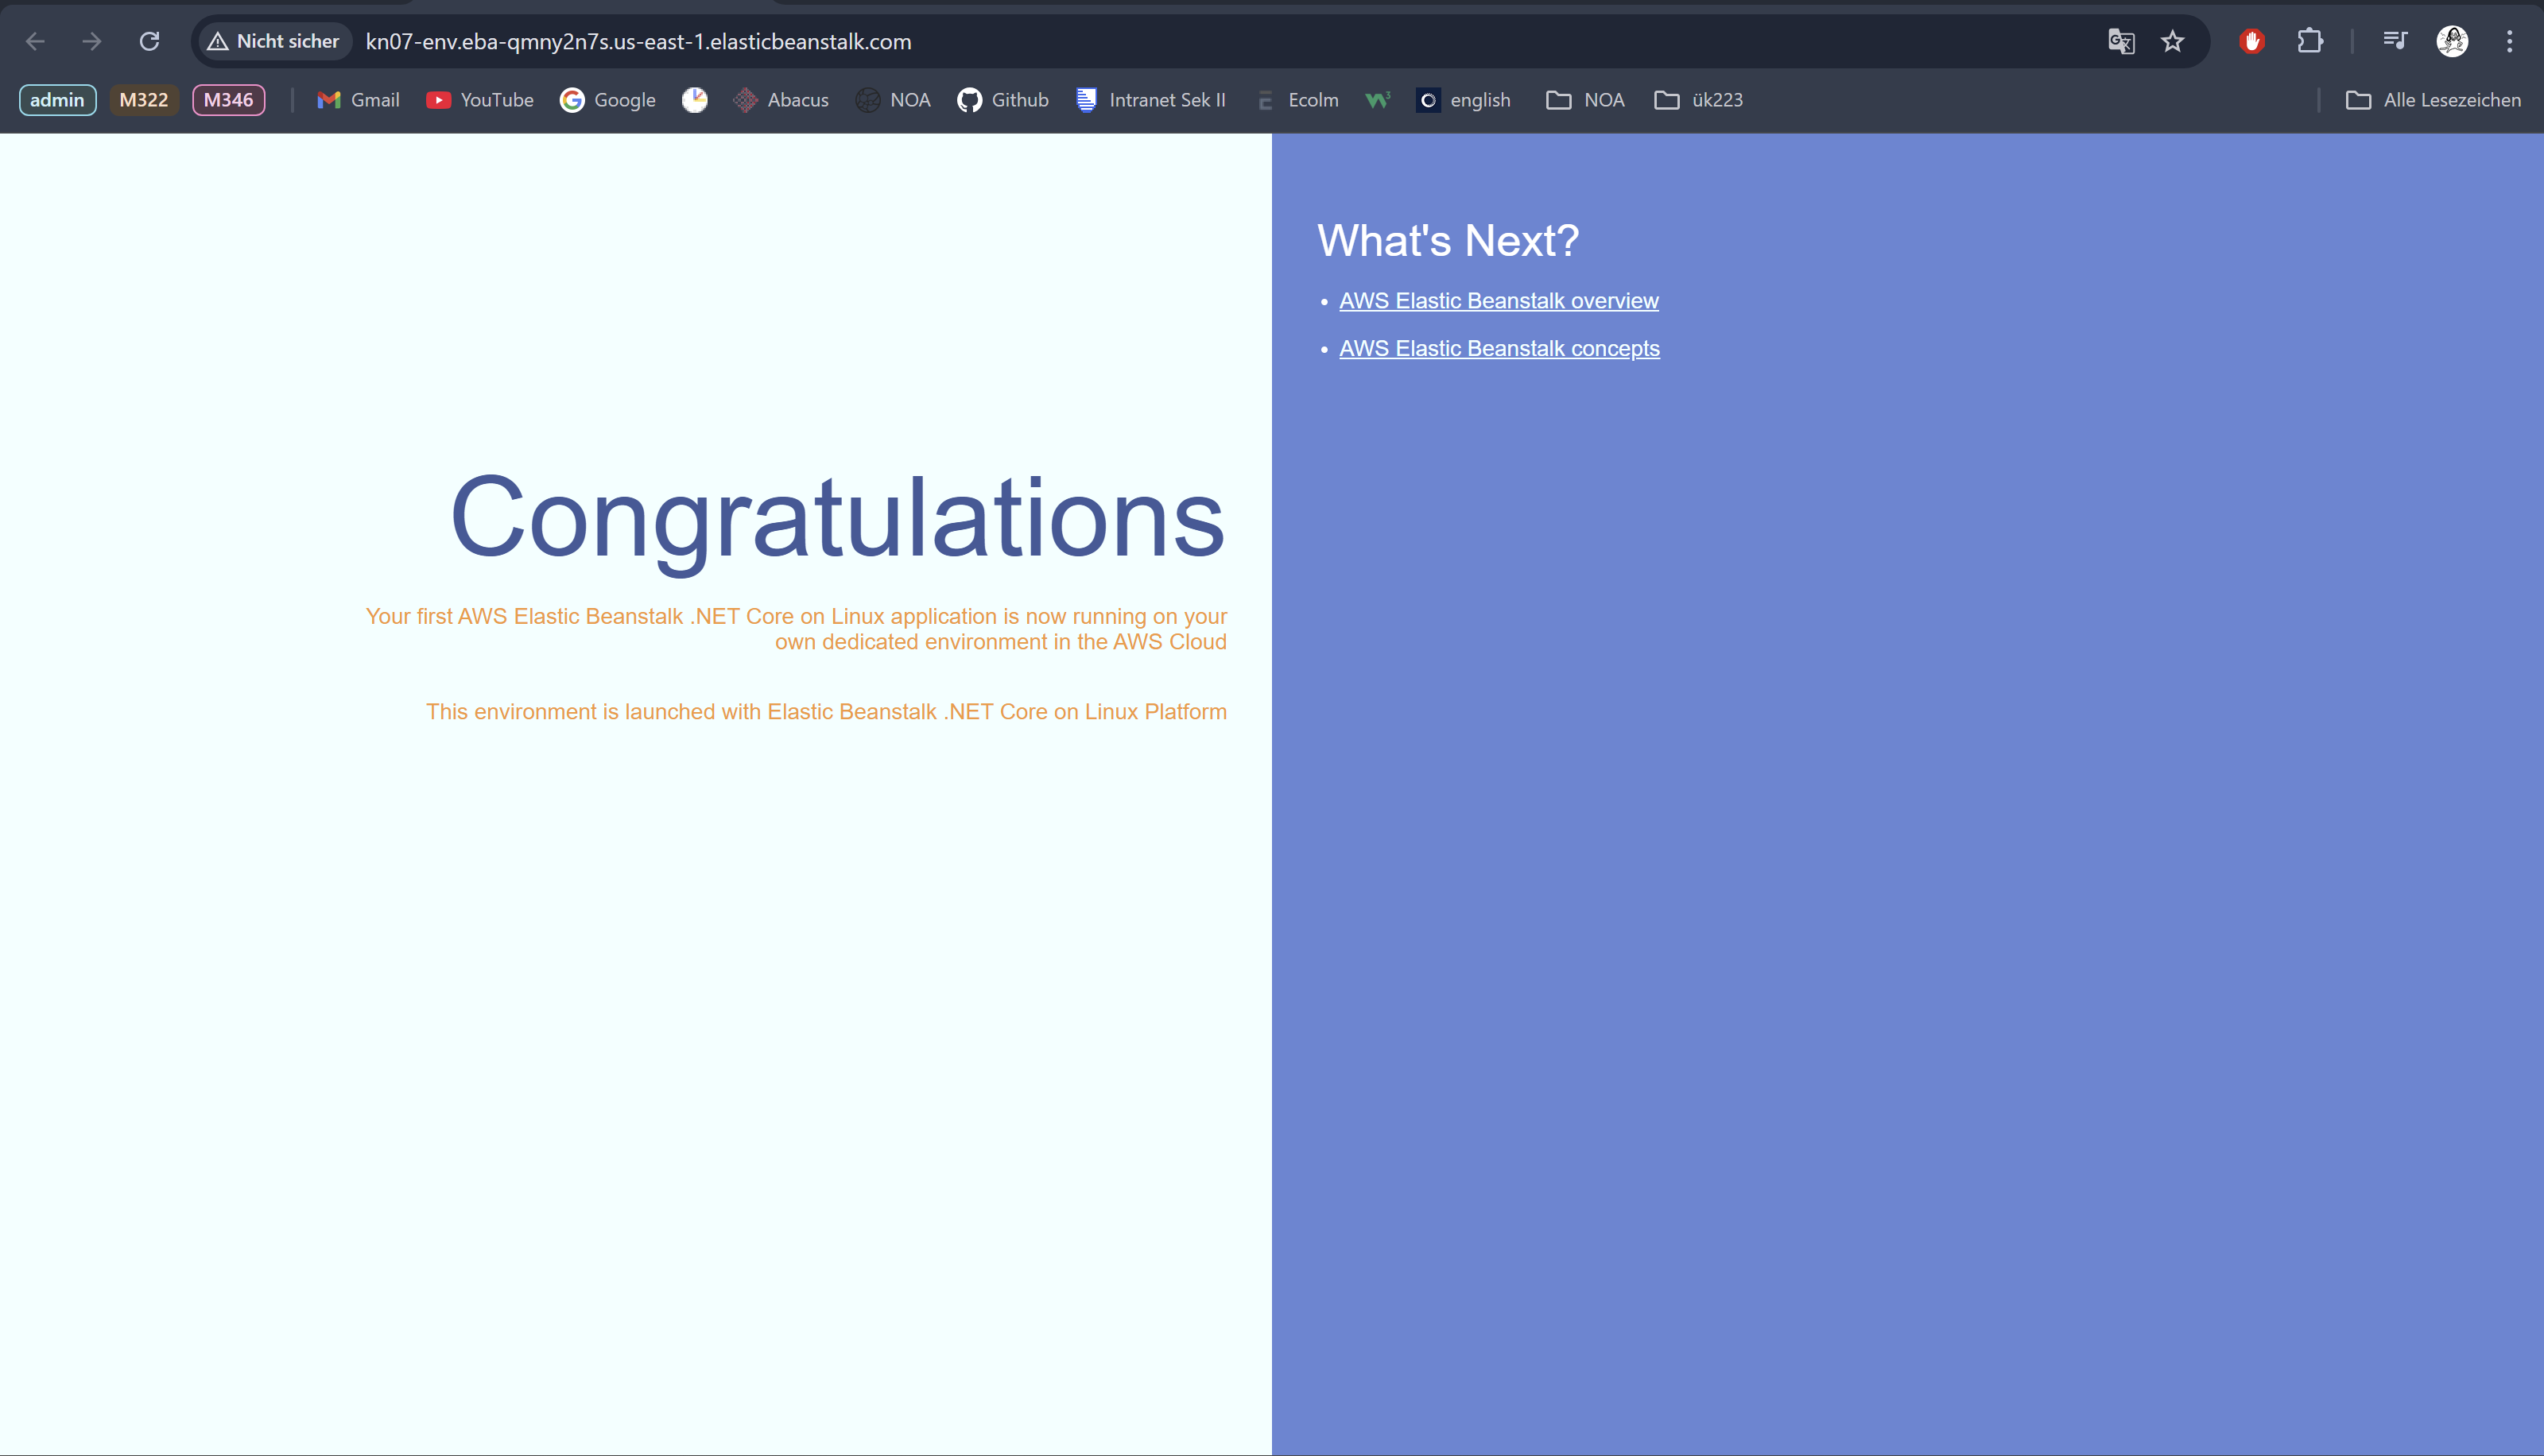 Nicht sicher
kn07-env.eba-qmny2n7s.us-east-1.elasticbeanstalk.com
admin M322 M346 Gmail YouTube Google Abacus NOA Github Intranet Sek II Ecolm english NOA ük223 Alle Lesezeichen
Congratulations
Your first AWS Elastic Beanstalk .NET Core on Linux application is now running on your
own dedicated environment in the AWS Cloud
This environment is launched with Elastic Beanstalk .NET Core on Linux Platform
What's Next?
AWS Elastic Beanstalk overview
AWS Elastic Beanstalk concepts